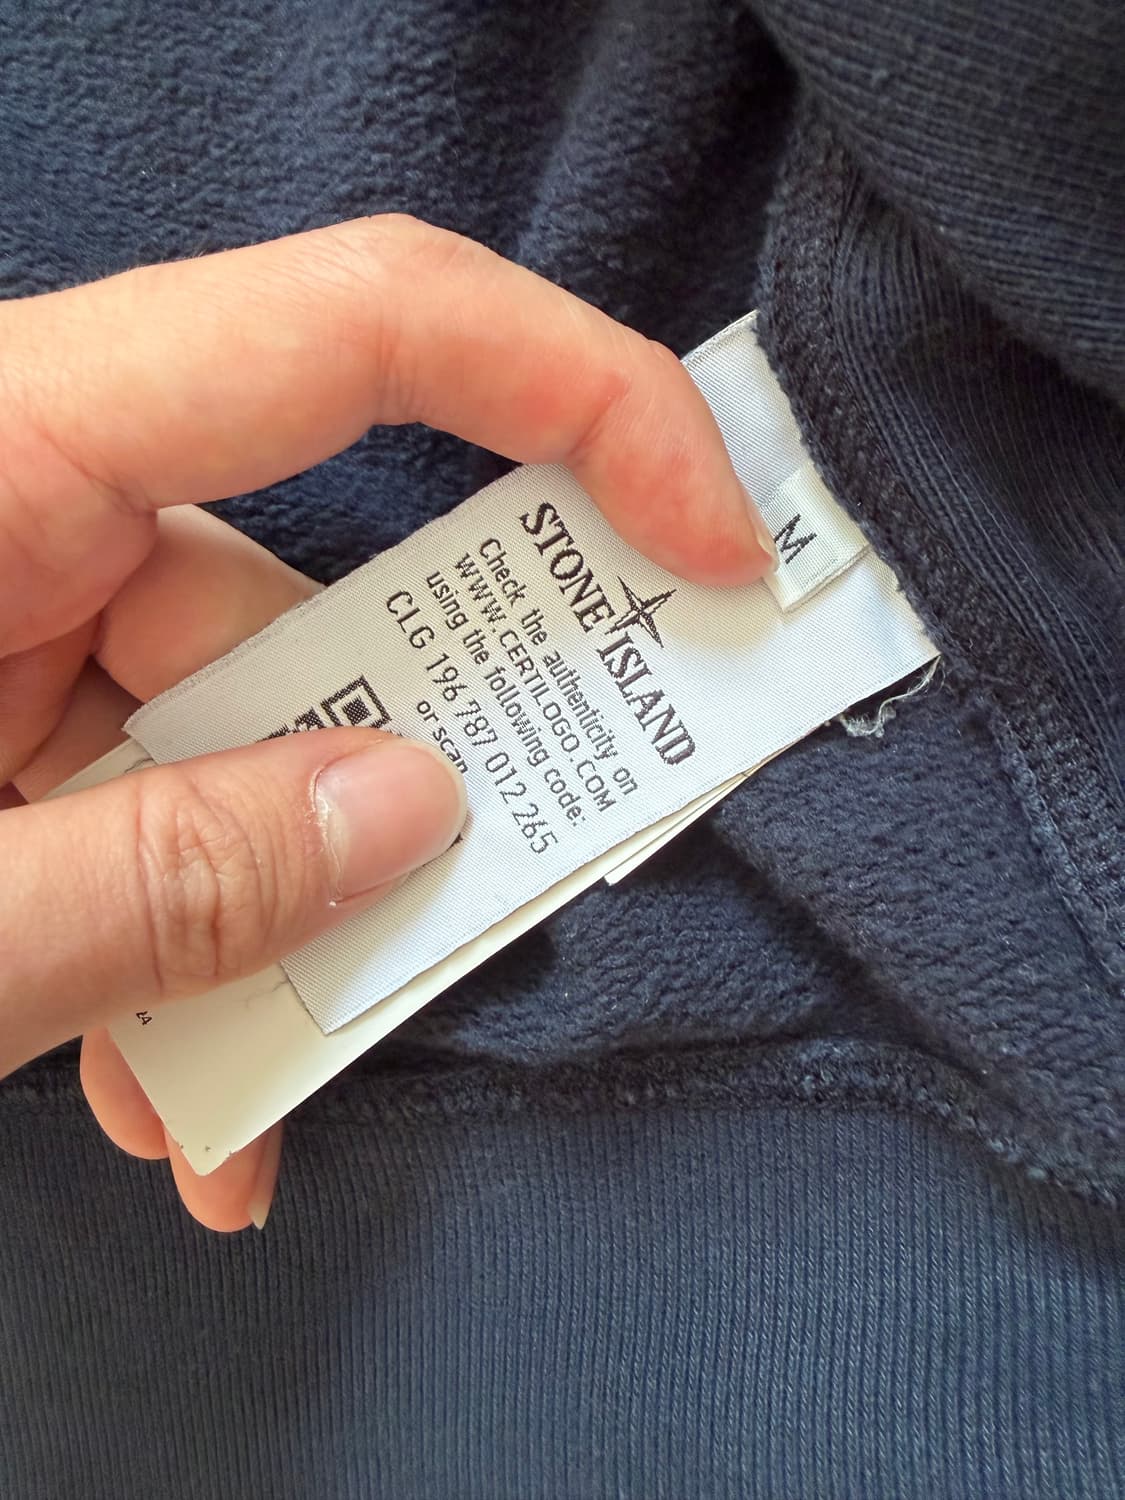 STONE ISLAND
Check the authenticity on
WWW.CERTILOGO.COM
using the following code:
CLG 196 787 012 265
or scan
M